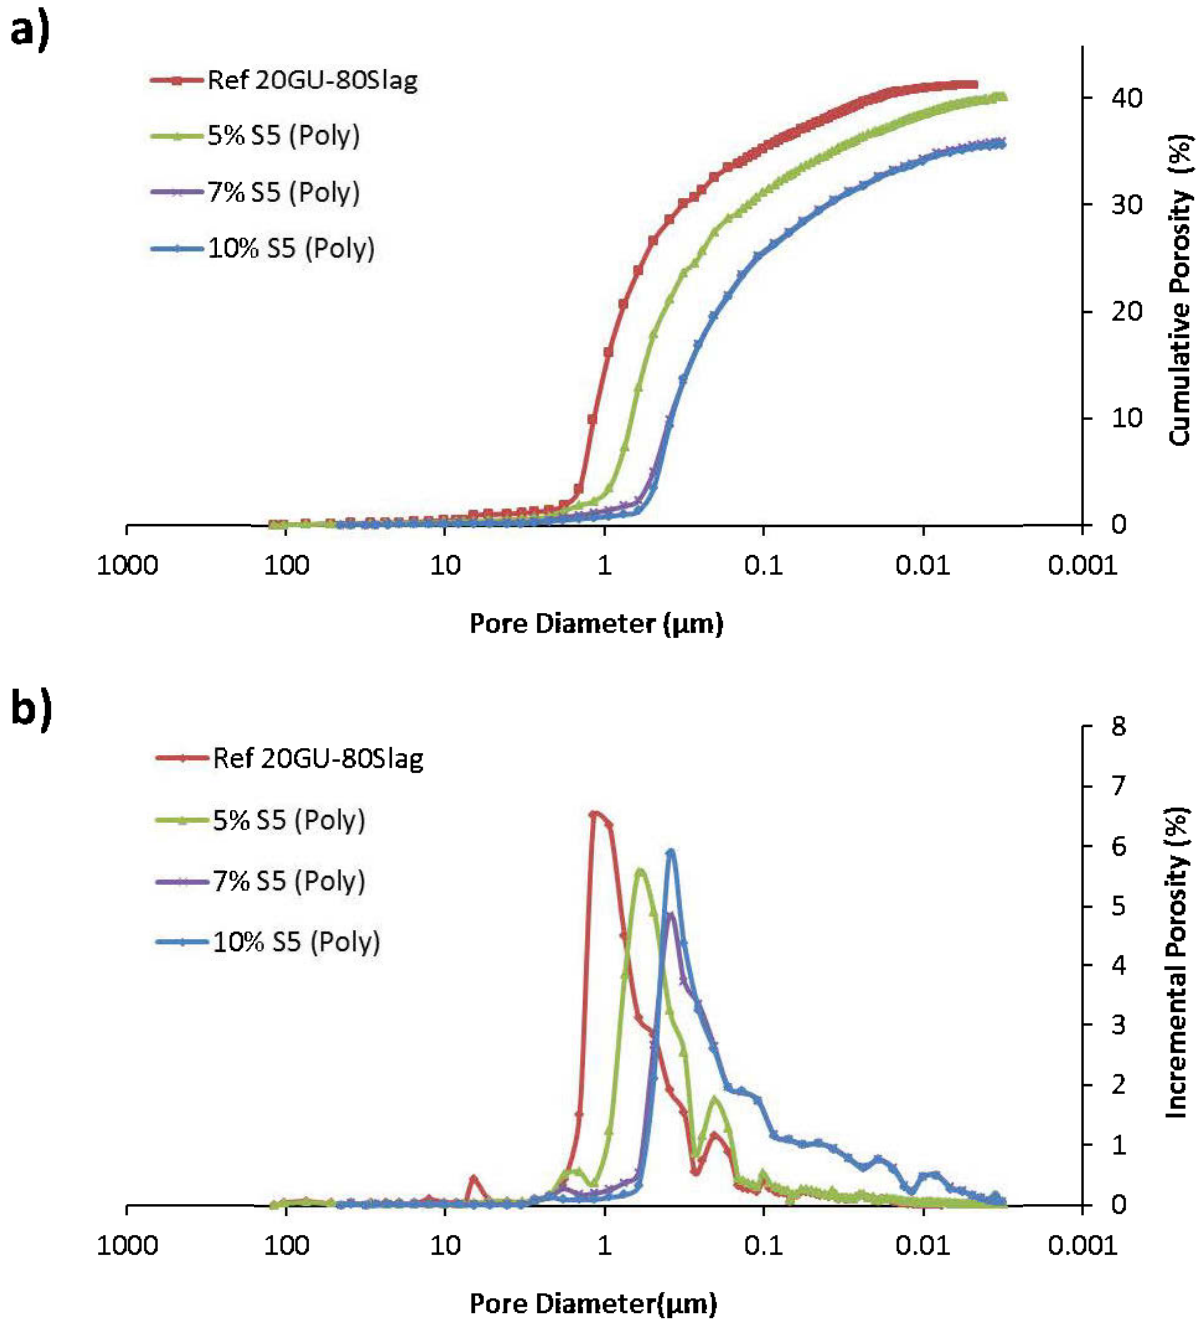 a)
Ref 20GU-80Slag
5% S5 (Poly)
7% S5 (Poly)
10% S5 (Poly)
40
30
20
10
0
Cumulative Porosity (%)
1000 100 10 1 0.1 0.01 0.001
Pore Diameter (µm)
b)
Ref 20GU-80Slag
5% S5 (Poly)
7% S5 (Poly)
10% S5 (Poly)
8
7
6
5
4
3
2
1
0
Incremental Porosity (%)
1000 100 10 1 0.1 0.01 0.001
Pore Diameter(µm)